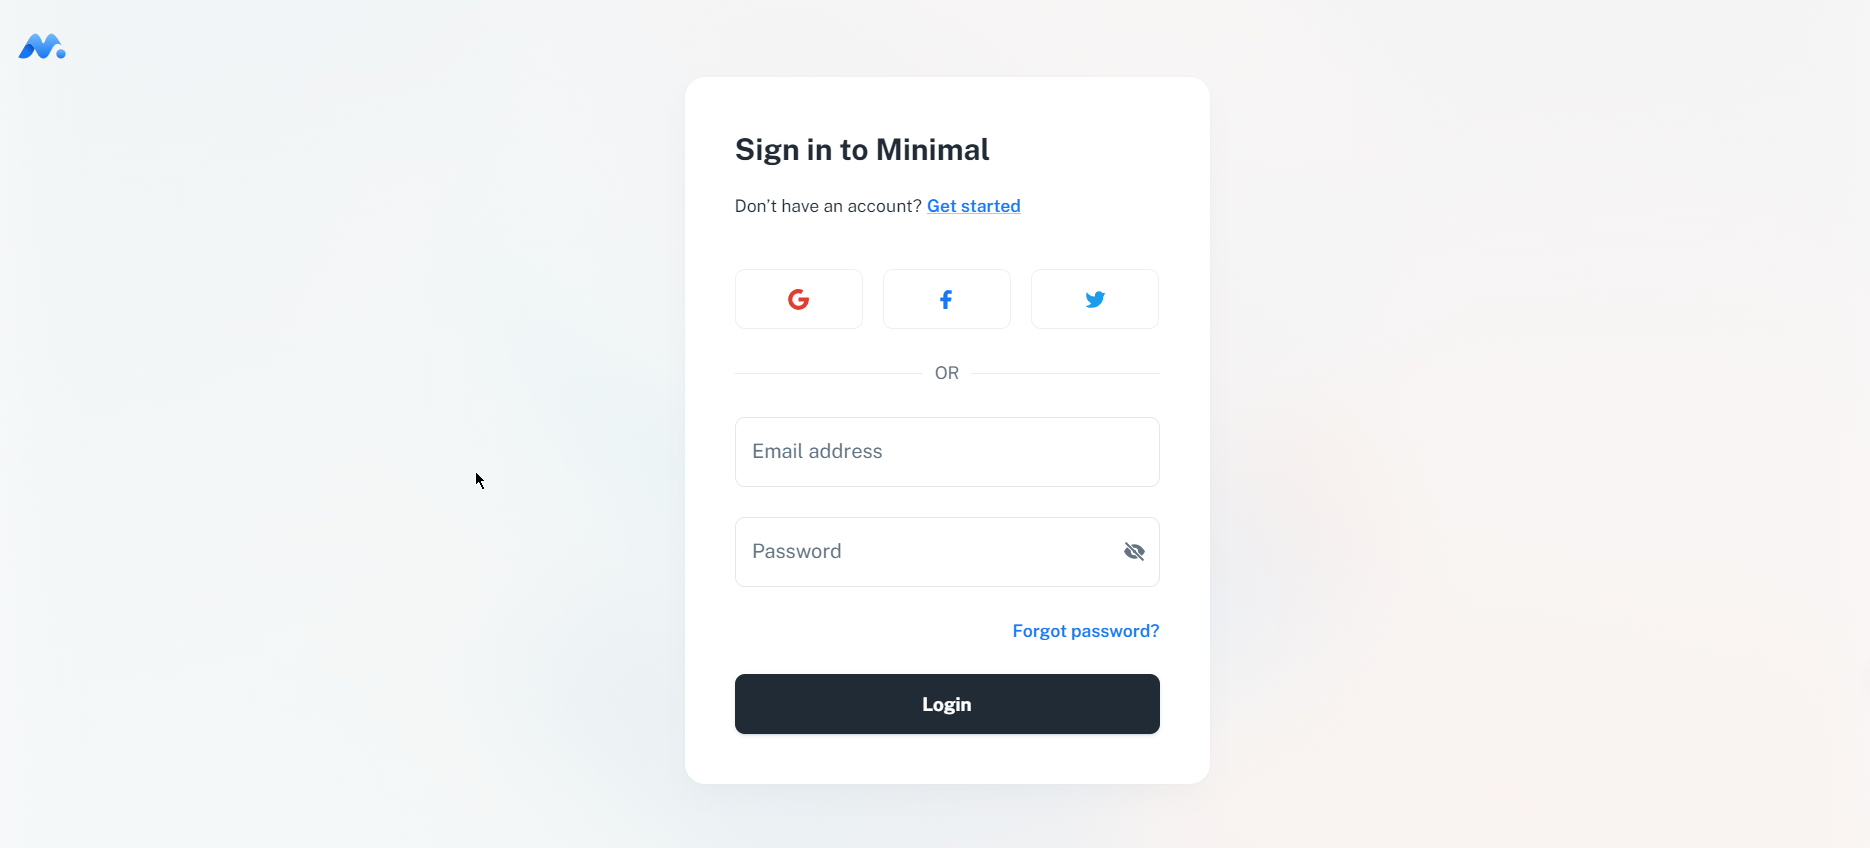 Sign in to Minimal
Don't have an account? Get started
OR
Email address
Password
Forgot password?
Login